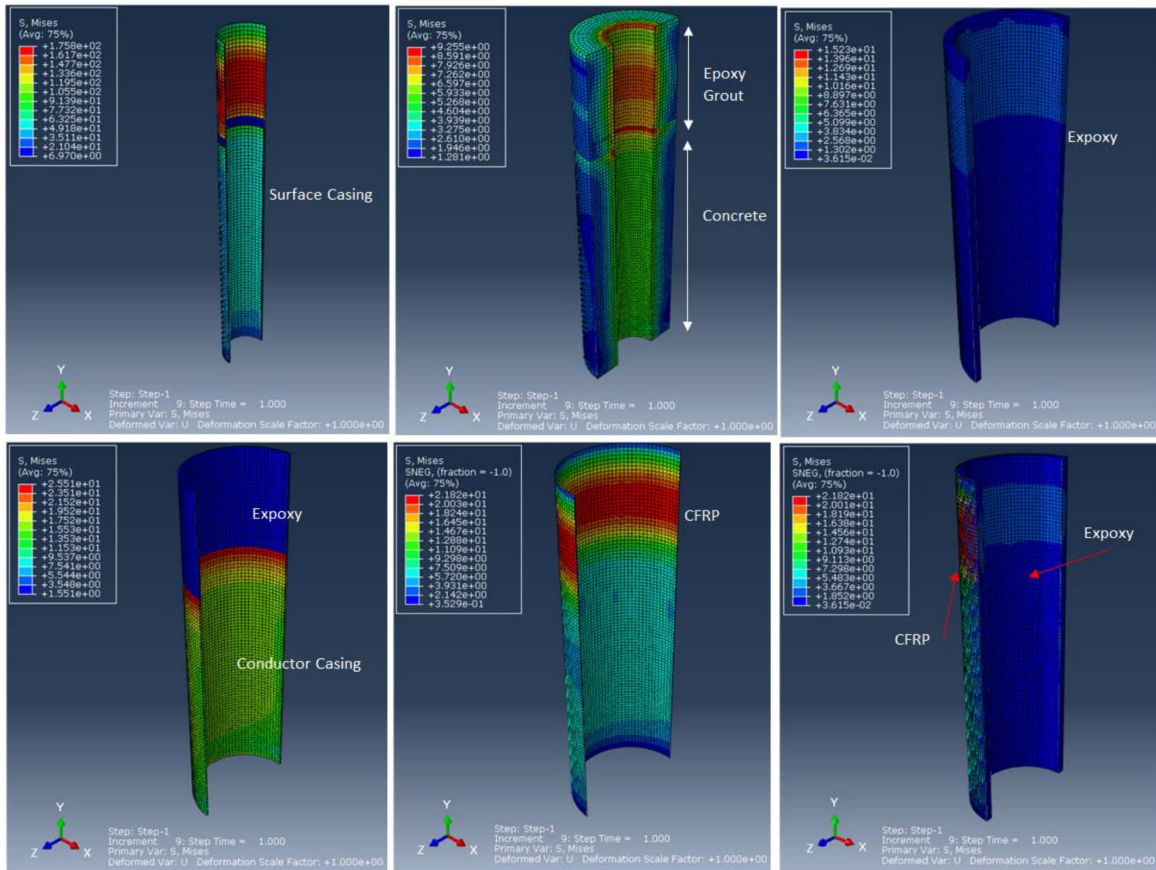 S, Mises
(Avg: 75%)
+1.758e+02
+1.617e+02
+1.477e+02
+1.336e+02
+1.195e+02
+1.055e+02
+9.139e+01
+7.732e+01
+6.325e+01
+4.918e+01
+3.511e+01
+2.104e+01
+6.970e+00
Surface Casing
Y
Z
X
Step: Step-1
Increment 9: Step Time = 1.000
Primary Var: S, Mises
Deformed Var: U Deformation Scale Factor: +1.000e+00
S, Mises
(Avg: 75%)
+9.255e+00
+8.591e+00
+7.926e+00
+7.262e+00
+6.597e+00
+5.933e+00
+5.268e+00
+4.604e+00
+3.939e+00
+3.275e+00
+2.610e+00
+1.946e+00
+1.281e+00
Epoxy
Grout
Concrete
Y
Z
X
Step: Step-1
Increment 9: Step Time = 1.000
Primary Var: S, Mises
Deformed Var: U Deformation Scale Factor: +1.000e+00
S, Mises
(Avg: 75%)
+1.523e+01
+1.396e+01
+1.269e+01
+1.143e+01
+1.016e+01
+8.897e+00
+7.631e+00
+6.365e+00
+5.099e+00
+3.834e+00
+2.568e+00
+1.302e+00
+3.615e-02
Expoxy
Y
Z
X
Step: Step-1
Increment 9: Step Time = 1.000
Primary Var: S, Mises
Deformed Var: U Deformation Scale Factor: +1.000e+00
S, Mises
(Avg: 75%)
+2.551e+01
+2.351e+01
+2.152e+01
+1.952e+01
+1.752e+01
+1.553e+01
+1.353e+01
+1.153e+01
+9.537e+00
+7.541e+00
+5.544e+00
+3.548e+00
+1.551e+00
Expoxy
Conductor Casing
Y
Z
X
Step: Step-1
Increment 9: Step Time = 1.000
Primary Var: S, Mises
Deformed Var: U Deformation Scale Factor: +1.000e+00
S, Mises
SNEG, (fraction = -1.0)
(Avg: 75%)
+2.182e+01
+2.003e+01
+1.824e+01
+1.645e+01
+1.467e+01
+1.288e+01
+1.109e+01
+9.298e+00
+7.509e+00
+5.720e+00
+3.931e+00
+2.142e+00
+3.529e-01
CFRP
Y
Z
X
Step: Step-1
Increment 9: Step Time = 1.000
Primary Var: S, Mises
Deformed Var: U Deformation Scale Factor: +1.000e+00
S, Mises
SNEG, (fraction = -1.0)
(Avg: 75%)
+2.182e+01
+2.001e+01
+1.819e+01
+1.638e+01
+1.456e+01
+1.274e+01
+1.093e+01
+9.113e+00
+7.298e+00
+5.483e+00
+3.667e+00
+1.852e+00
+3.615e-02
Expoxy
CFRP
Y
Z
X
Step: Step-1
Increment 9: Step Time = 1.000
Primary Var: S, Mises
Deformed Var: U Deformation Scale Factor: +1.000e+00